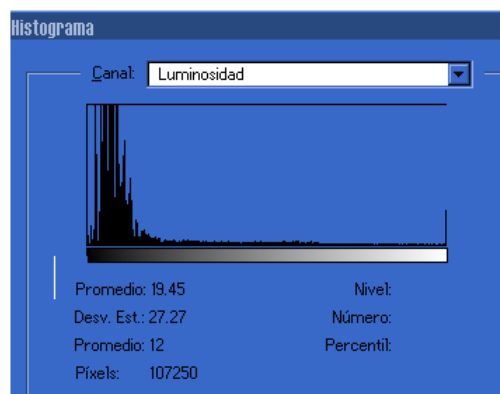 Histograma
Canal: Luminosidad
Promedio: 19.45 Nivel:
Desv. Est.: 27.27 Número:
Promedio: 12 Percentil:
Píxels: 107250